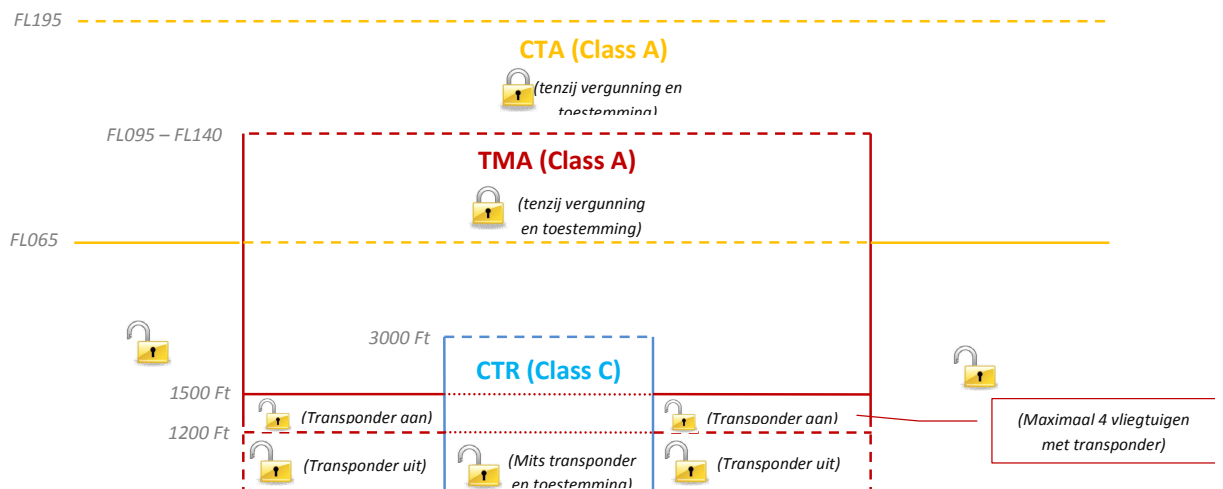 FL195
CTA (Class A)
(tenzij vergunning en
toestemming)
FL095 – FL140
TMA (Class A)
(tenzij vergunning
en toestemming)
FL065
3000 Ft
CTR (Class C)
1500 Ft
(Transponder aan)
(Transponder aan)
(Maximaal 4 vliegtuigen
met transponder)
1200 Ft
(Transponder uit)
(Mits transponder
en toestemming)
(Transponder uit)